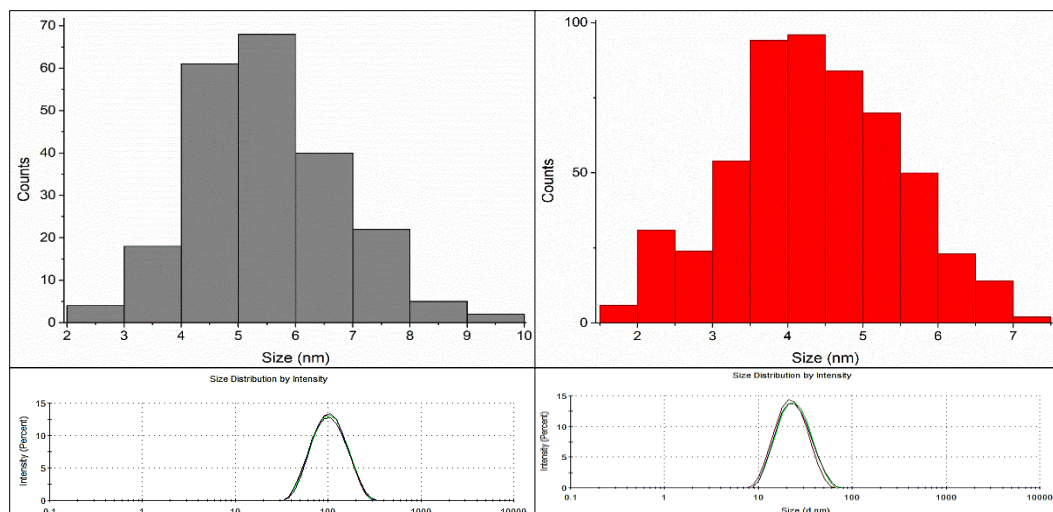 70
60
50
40
30
20
10
0
Counts
2 3 4 5 6 7 8 9 10
Size (nm)
100
50
0
Counts
2 3 4 5 6 7
Size (nm)
Size Distribution by Intensity
Intensity (Percent)
15
10
5
0
0.1 1 10 100 1000 10000
Size Distribution by Intensity
Intensity (Percent)
15
10
5
0
0.1 1 10 100 1000 10000
Size (d.nm)